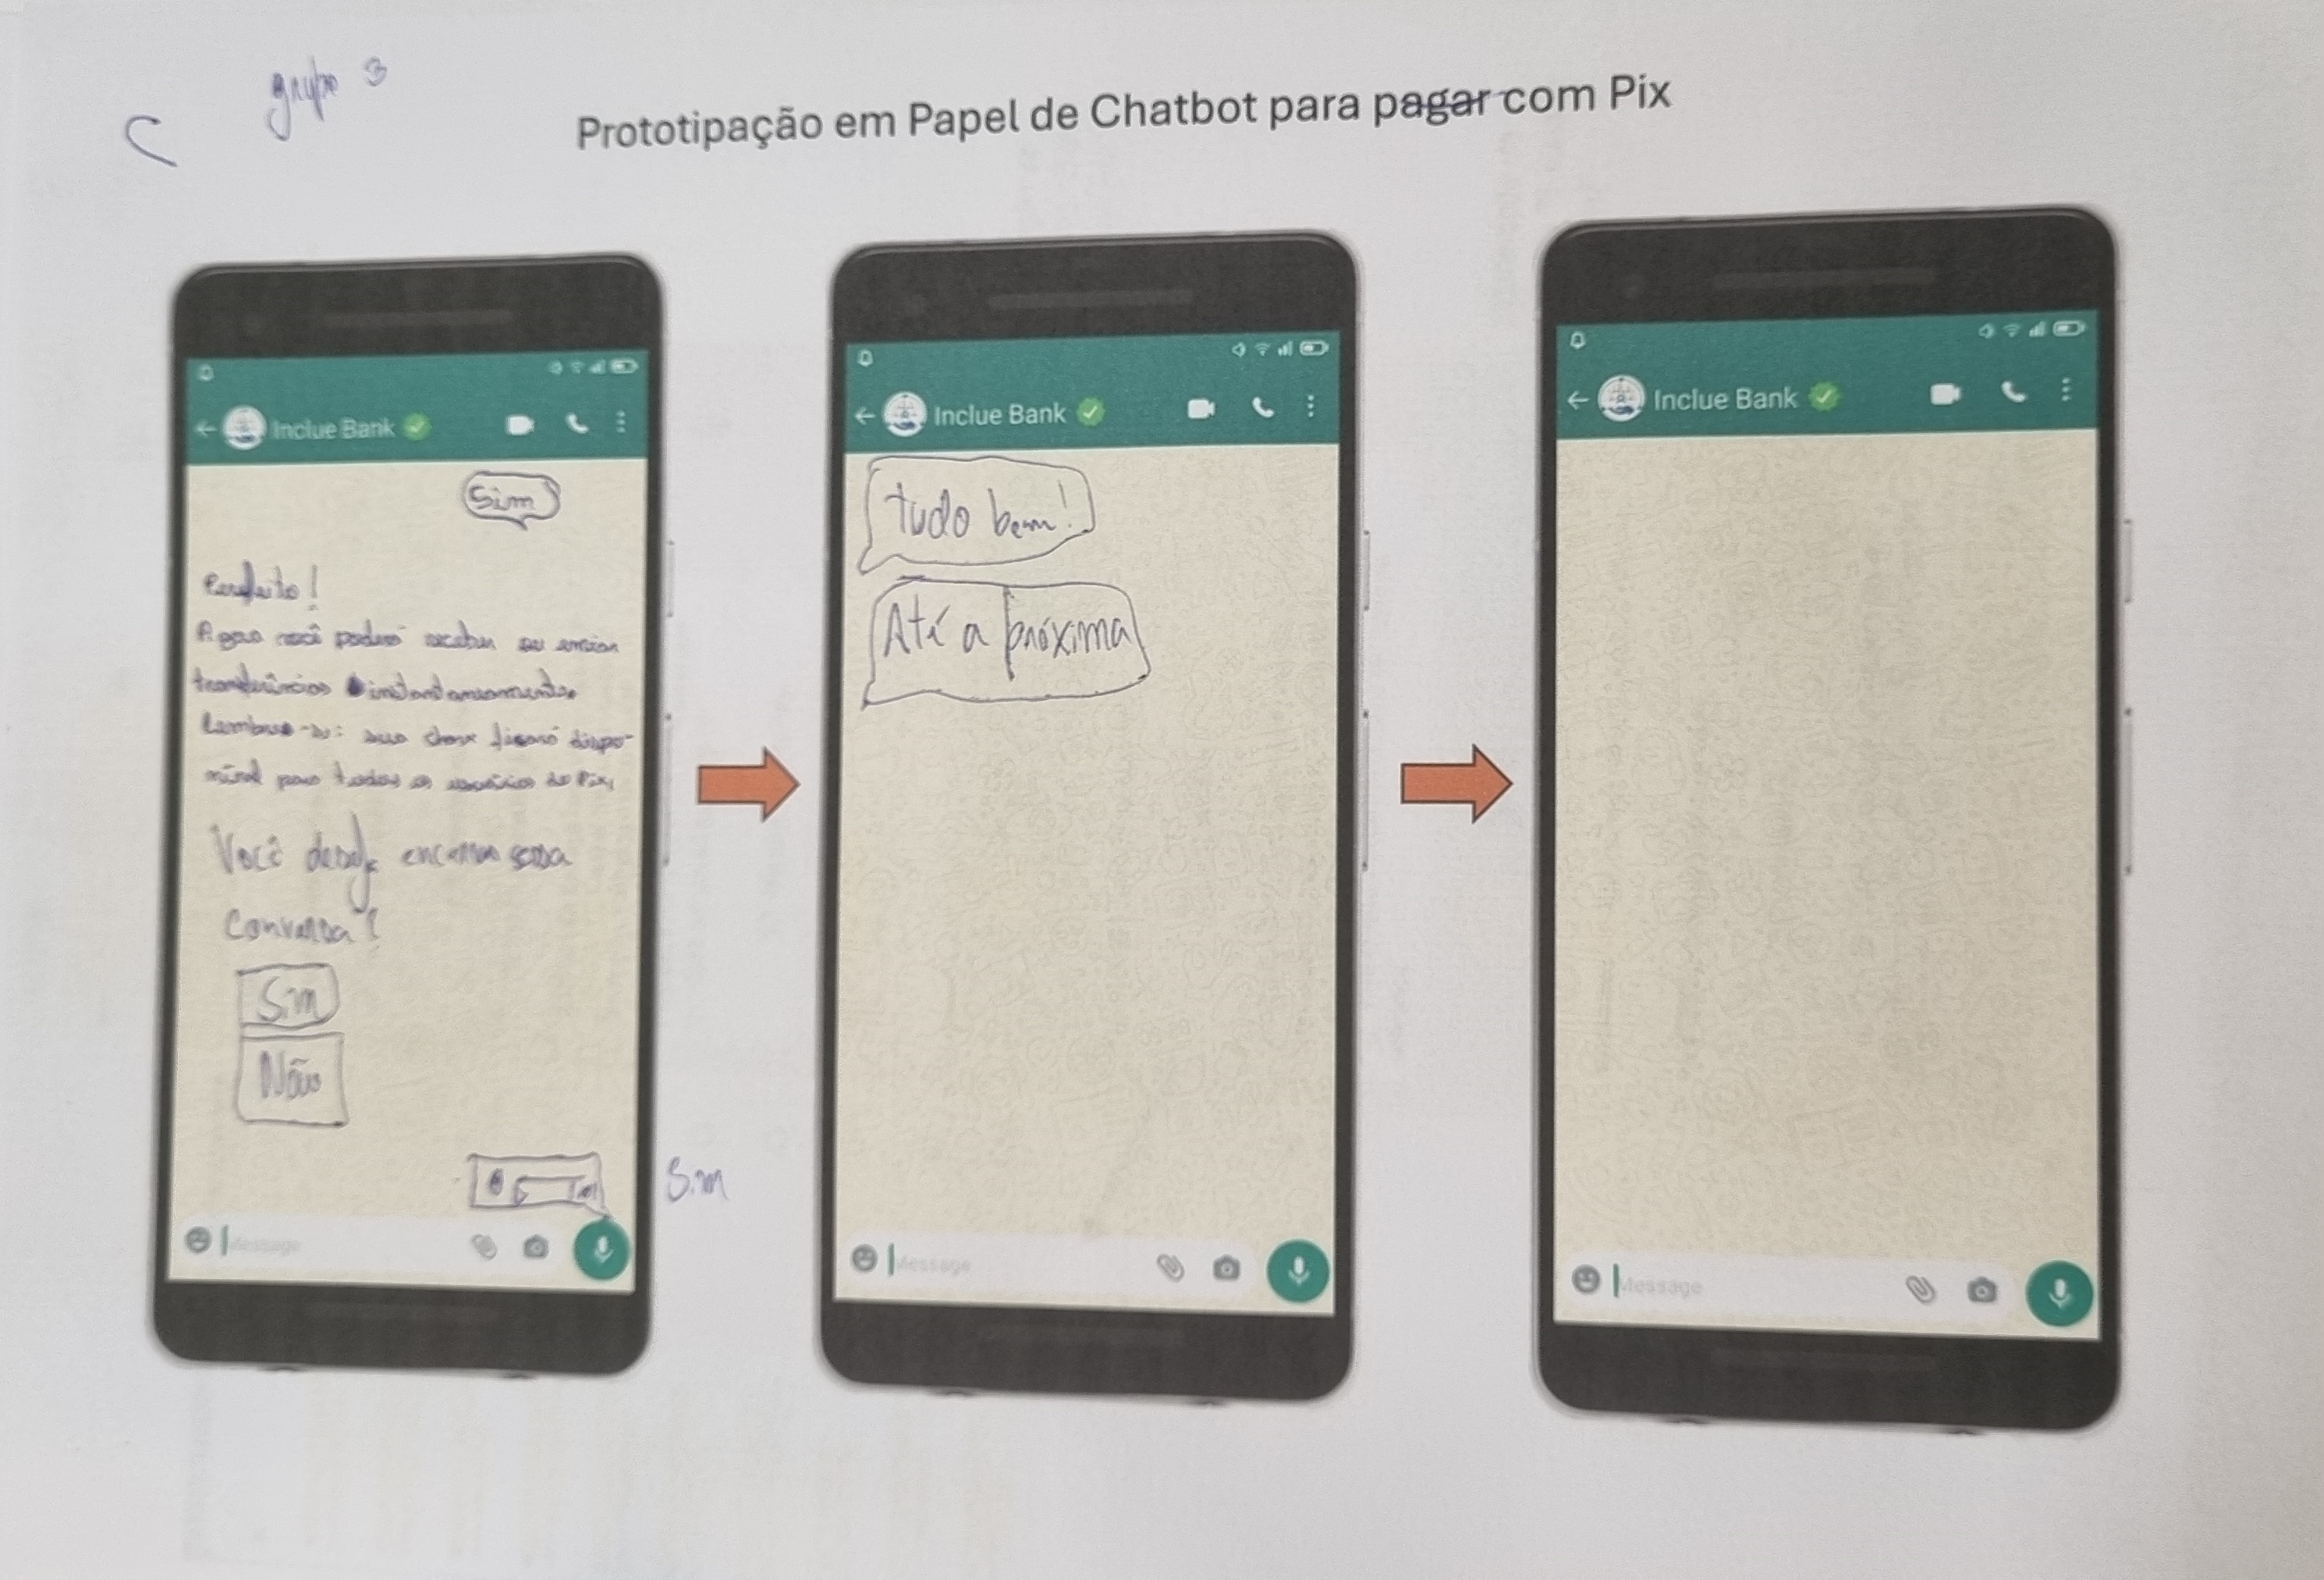 C
grupo 3
Prototipação em Papel de Chatbot para pagar com Pix
Inclue Bank
Sim
Perfeito!
Agora você poderá receber ou enviar
transferências instantaneamente.
Lembre-se: sua chave ficará dispo-
nível para todos os usuários do Pix,
Você deseja encerrar essa
conversa?
Sim
Não
Sim
Message
Inclue Bank
tudo bem!
Até a próxima
Message
Inclue Bank
Message